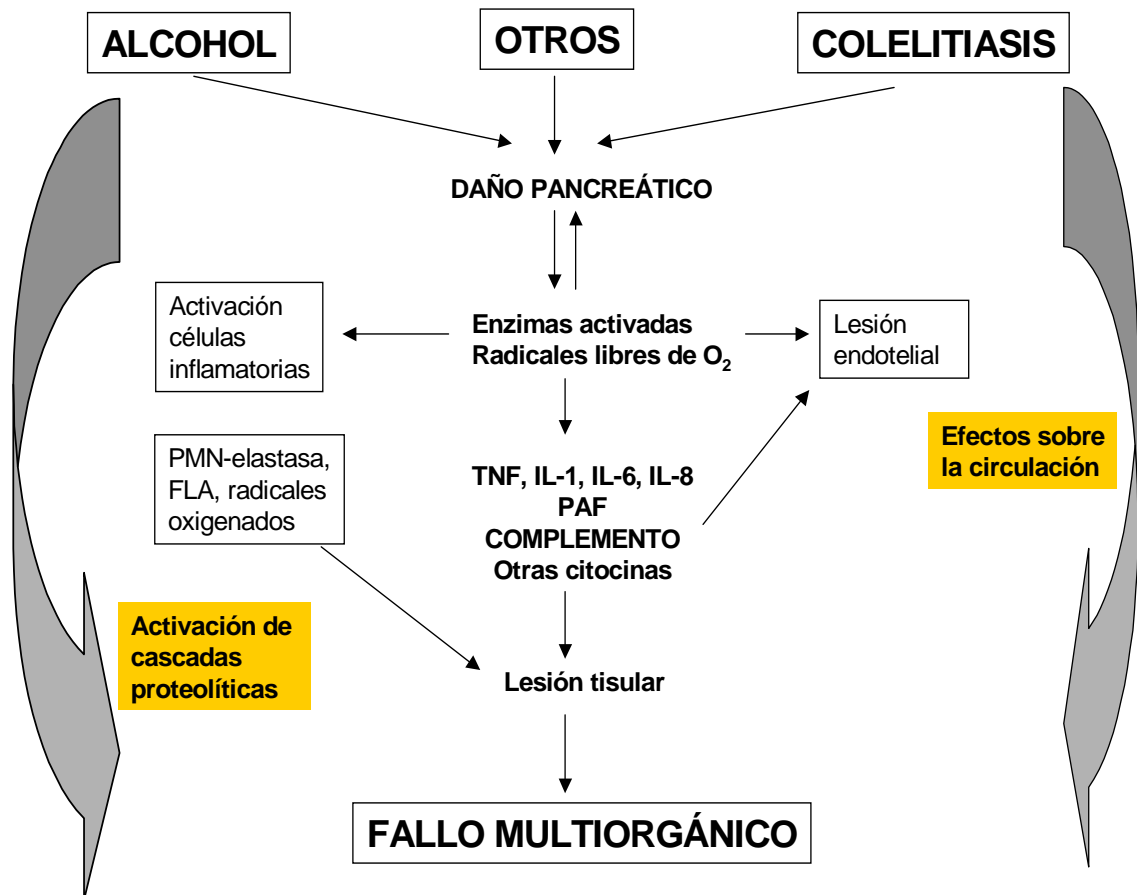 ALCOHOL
OTROS
COLELITIASIS
DAÑO PANCREÁTICO
Activación
células
inflamatorias
Enzimas activadas
Radicales libres de O₂
Lesión
endotelial
PMN-elastasa,
FLA, radicales
oxigenados
TNF, IL-1, IL-6, IL-8
PAF
COMPLEMENTO
Otras citocinas
Efectos sobre
la circulación
Activación de
cascadas
proteolíticas
Lesión tisular
FALLO MULTIORGÁNICO